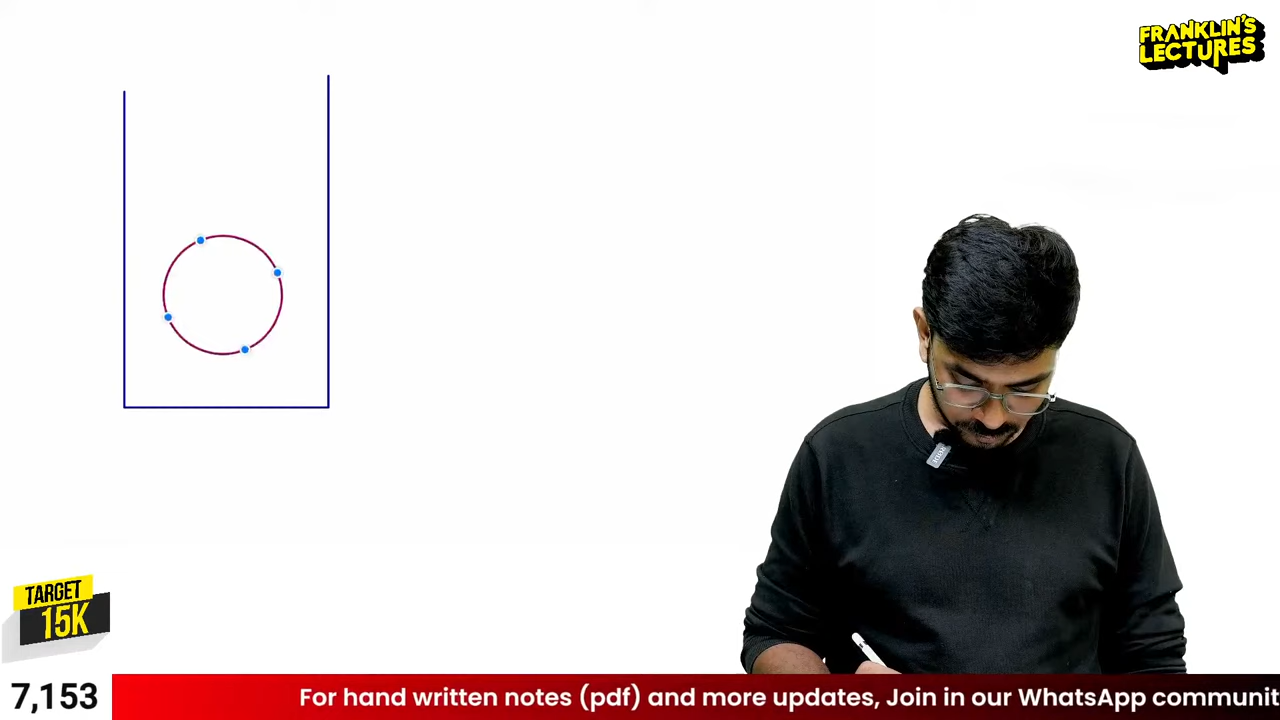 FRANKLIN'S
LECTURES
TARGET
15K
7,153
For hand written notes (pdf) and more updates, Join in our WhatsApp communit